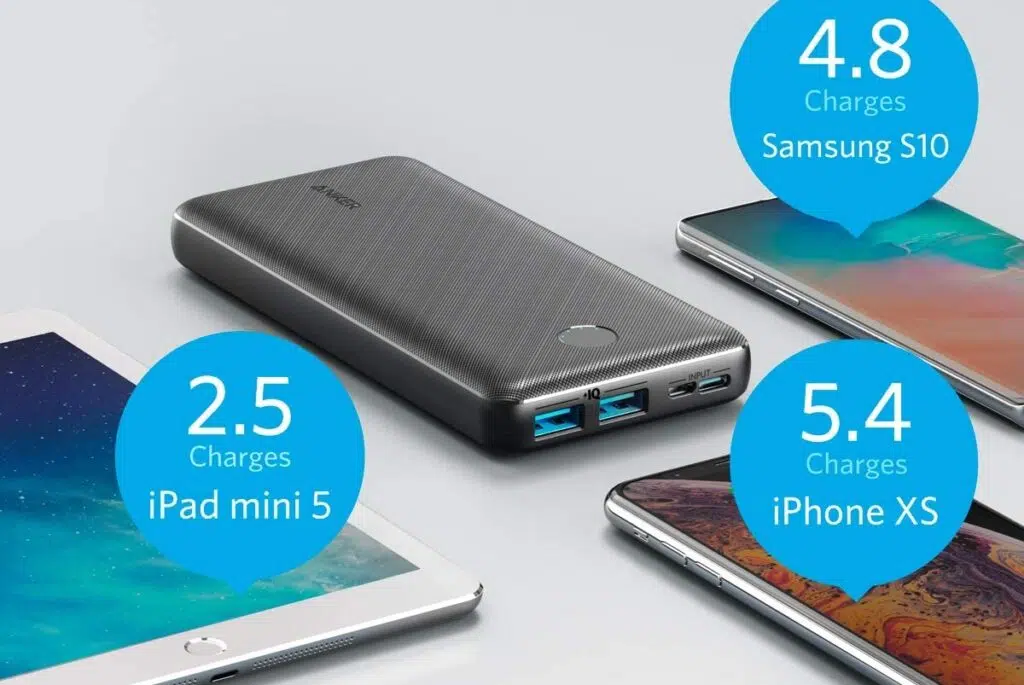 4.8
Charges
Samsung S10
ANKER
IQ
INPUT
2.5
Charges
iPad mini 5
5.4
Charges
iPhone XS